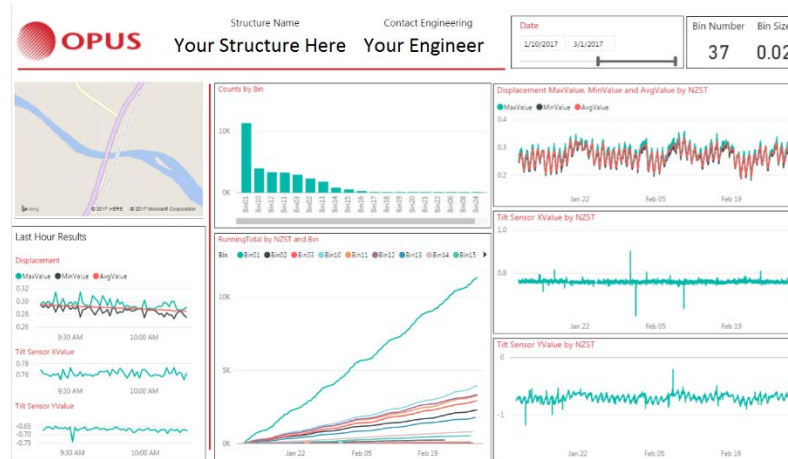 OPUS
Structure Name
Your Structure Here
Contact Engineering
Your Engineer
Date
1/10/2017 3/1/2017
Bin Number Bin Size
37 0.02
bing © 2017 HERE © 2017 Microsoft Corporation
Last Hour Results
Displacement
MaxValue MinValue AvgValue
0.32
0.30
0.28
0.26
9:30 AM 10:00 AM
Tilt Sensor XValue
0.78
0.76
9:30 AM 10:00 AM
Tilt Sensor YValue
-0.65
-0.70
-0.75
9:30 AM 10:00 AM
Counts by Bin
10K
0K
Bin01 Bin10 Bin12 Bin11 Bin03 Bin02 Bin13 Bin14 Bin15 Bin16 Bin17 Bin18 Bin19 Bin20 Bin21 Bin22 Bin06 Bin08 Bin24
RunningTotal by NZST and Bin
Bin Bin01 Bin02 Bin03 Bin10 Bin11 Bin12 Bin13 Bin14 Bin15
10K
5K
0K
Jan 22 Feb 05 Feb 19
Displacement MaxValue, MinValue and AvgValue by NZST
MaxValue MinValue AvgValue
0.4
0.3
0.2
Jan 22 Feb 05 Feb 19
Tilt Sensor XValue by NZST
1.0
0.8
Jan 22 Feb 05 Feb 19
Tilt Sensor YValue by NZST
0
-1
Jan 22 Feb 05 Feb 19